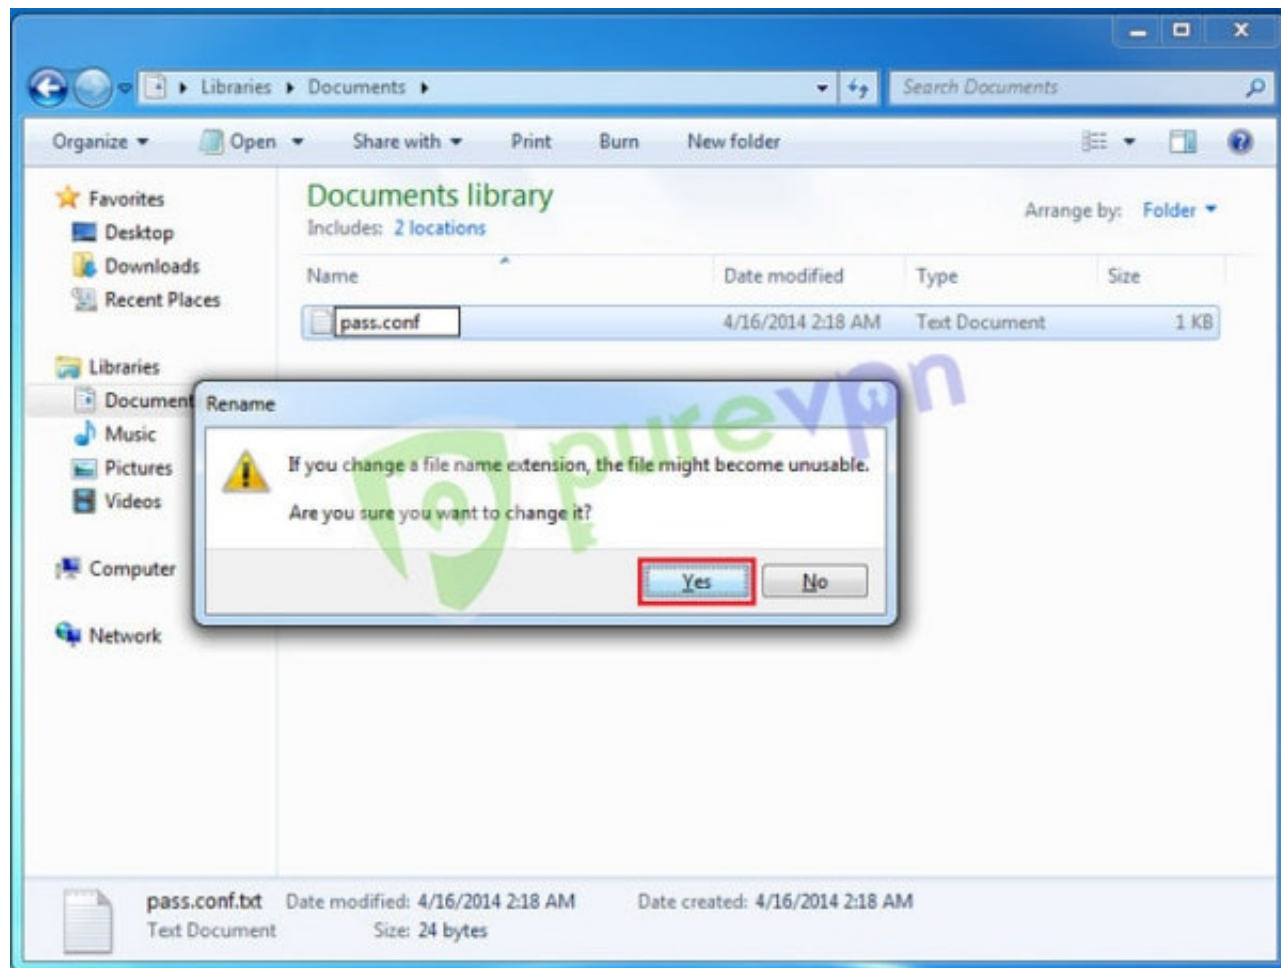 Libraries Documents
Search Documents
Organize Open Share with Print Burn New folder
Documents library
Includes: 2 locations
Arrange by: Folder
Favorites
Desktop
Downloads
Recent Places
Libraries
Document
Music
Pictures
Videos
Computer
Network
Name Date modified Type Size
pass.conf 4/16/2014 2:18 AM Text Document 1 KB
Rename
If you change a file name extension, the file might become unusable.
Are you sure you want to change it?
Yes No
purevpn
pass.conf.txt Date modified: 4/16/2014 2:18 AM Date created: 4/16/2014 2:18 AM
Text Document Size: 24 bytes